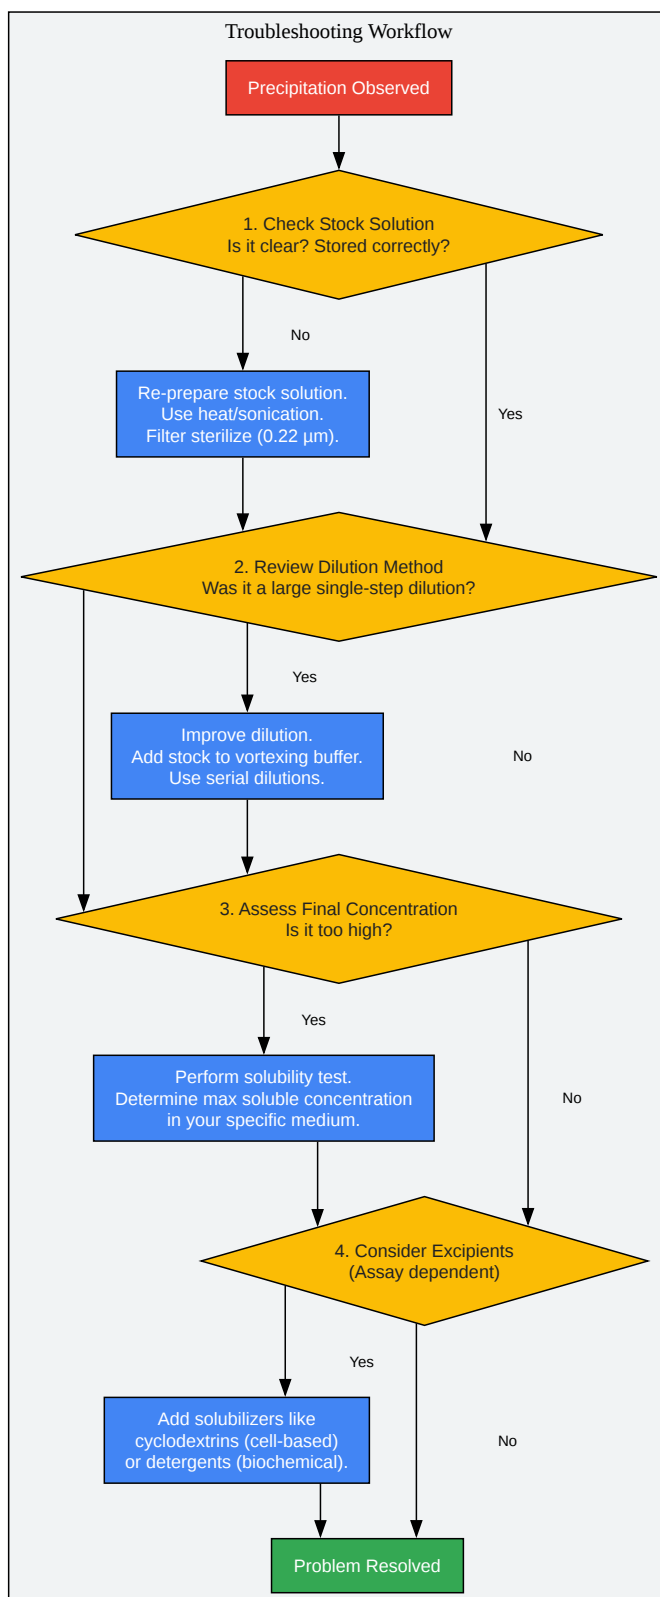 Troubleshooting Workflow
Precipitation Observed
1. Check Stock Solution
Is it clear? Stored correctly?
No
Re-prepare stock solution.
Use heat/sonication.
Filter sterilize (0.22 µm).
Yes
2. Review Dilution Method
Was it a large single-step dilution?
Yes
Improve dilution.
Add stock to vortexing buffer.
Use serial dilutions.
No
3. Assess Final Concentration
Is it too high?
Yes
Perform solubility test.
Determine max soluble concentration
in your specific medium.
No
4. Consider Excipients
(Assay dependent)
Yes
Add solubilizers like
cyclodextrins (cell-based)
or detergents (biochemical).
No
Problem Resolved